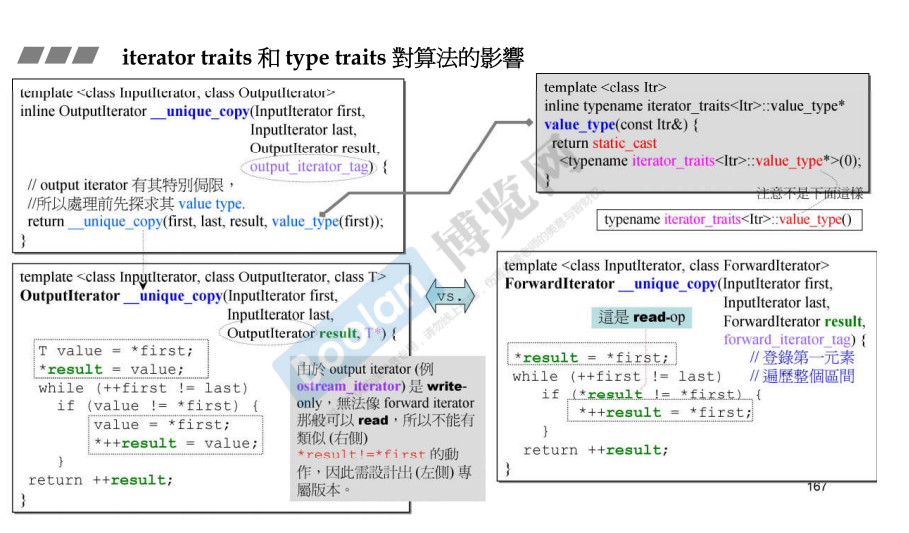 iterator traits 和 type traits 對算法的影響
template <class InputIterator, class OutputIterator>
inline OutputIterator __unique_copy(InputIterator first,
InputIterator last,
OutputIterator result,
output_iterator_tag) {
// output iterator 有其特別侷限，
//所以處理前先探求其 value type.
return __unique_copy(first, last, result, value_type(first));
}
template <class Itr>
inline typename iterator_traits<Itr>::value_type*
value_type(const Itr&) {
return static_cast
<typename iterator_traits<Itr>::value_type*>(0);
}
注意不是下面這樣
typename iterator_traits<Itr>::value_type()
template <class InputIterator, class OutputIterator, class T>
OutputIterator __unique_copy(InputIterator first,
InputIterator last,
OutputIterator result, T*) {
T value = *first;
*result = value;
while (++first != last)
if (value != *first) {
value = *first;
*++result = value;
}
return ++result;
}
vs.
由於 output iterator (例
ostream_iterator) 是 write-
only，無法像 forward iterator
那般可以 read，所以不能有
類似 (右側)
*result!=*first 的動
作，因此需設計出 (左側) 專
屬版本。
template <class InputIterator, class ForwardIterator>
ForwardIterator __unique_copy(InputIterator first,
InputIterator last,
ForwardIterator result,
forward_iterator_tag) {
這是 read-op
*result = *first; // 登錄第一元素
while (++first != last) // 遍歷整個區間
if (*result != *first) {
*++result = *first;
}
return ++result;
}
167
Boolan 博览网